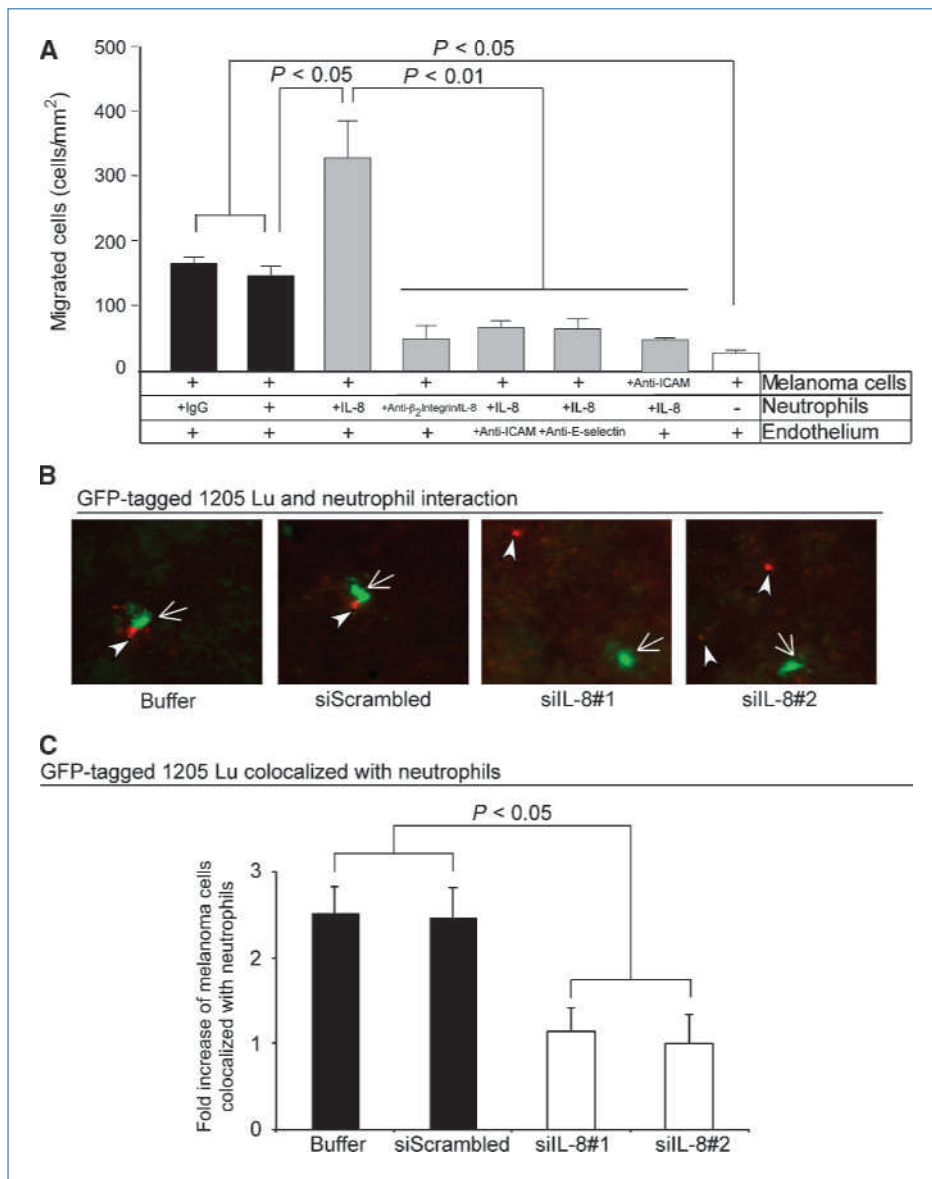 A
500
400
300
200
100
0
Migrated cells (cells/mm²)
P < 0.05
P < 0.05
P < 0.01
+ + + + + + +Anti-ICAM + Melanoma cells
+IgG + +IL-8 +Anti-β₂Integrin/IL-8 +IL-8 +IL-8 +IL-8 - Neutrophils
+ + + + +Anti-ICAM +Anti-E-selectin + + Endothelium
B
GFP-tagged 1205 Lu and neutrophil interaction
Buffer siScrambled siIL-8#1 siIL-8#2
C
GFP-tagged 1205 Lu colocalized with neutrophils
P < 0.05
3
2
1
0
Fold increase of melanoma cells
colocalized with neutrophils
Buffer siScrambled siIL-8#1 siIL-8#2